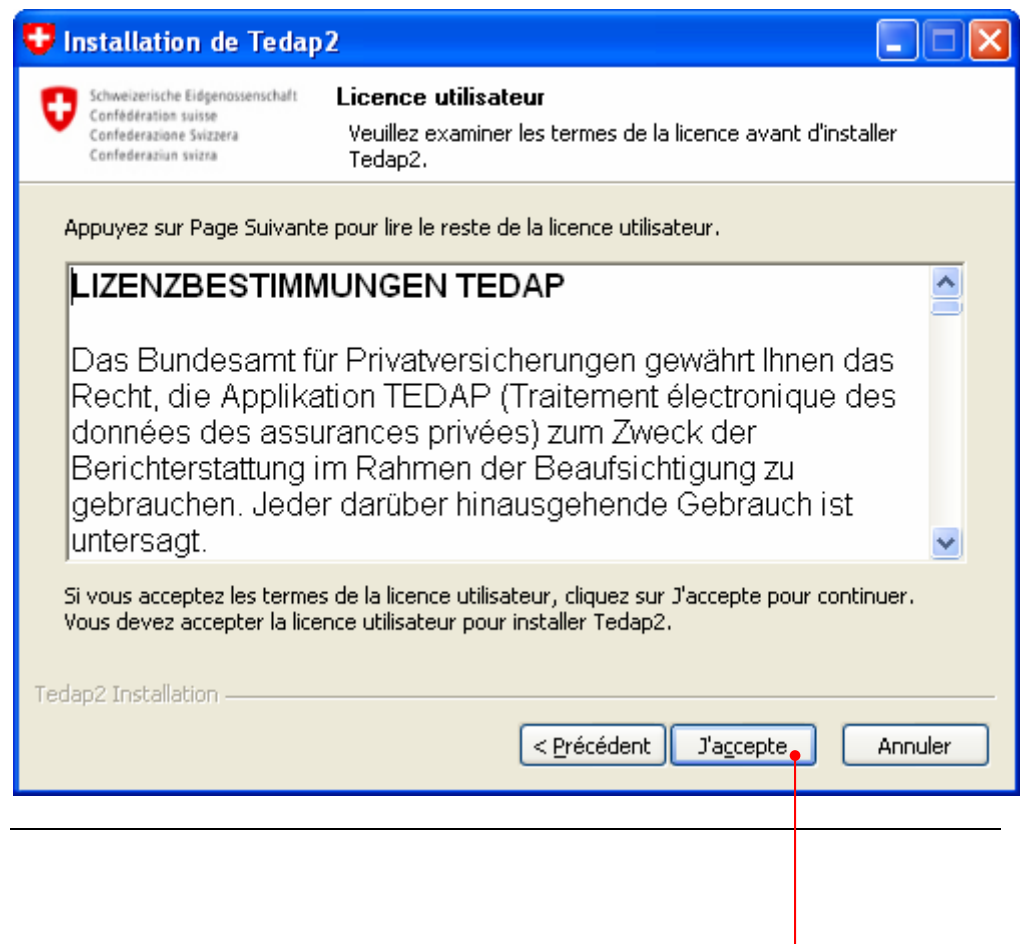 Installation de Tedap2
Schweizerische Eidgenossenschaft
Confédération suisse
Confederazione Svizzera
Confederaziun svizra
Licence utilisateur
Veuillez examiner les termes de la licence avant d'installer
Tedap2.
Appuyez sur Page Suivante pour lire le reste de la licence utilisateur.
LIZENZBESTIMMUNGEN TEDAP
Das Bundesamt für Privatversicherungen gewährt Ihnen das
Recht, die Applikation TEDAP (Traitement électronique des
données des assurances privées) zum Zweck der
Berichterstattung im Rahmen der Beaufsichtigung zu
gebrauchen. Jeder darüber hinausgehende Gebrauch ist
untersagt.
Si vous acceptez les termes de la licence utilisateur, cliquez sur J'accepte pour continuer.
Vous devez accepter la licence utilisateur pour installer Tedap2.
Tedap2 Installation
< Précédent
J'accepte
Annuler